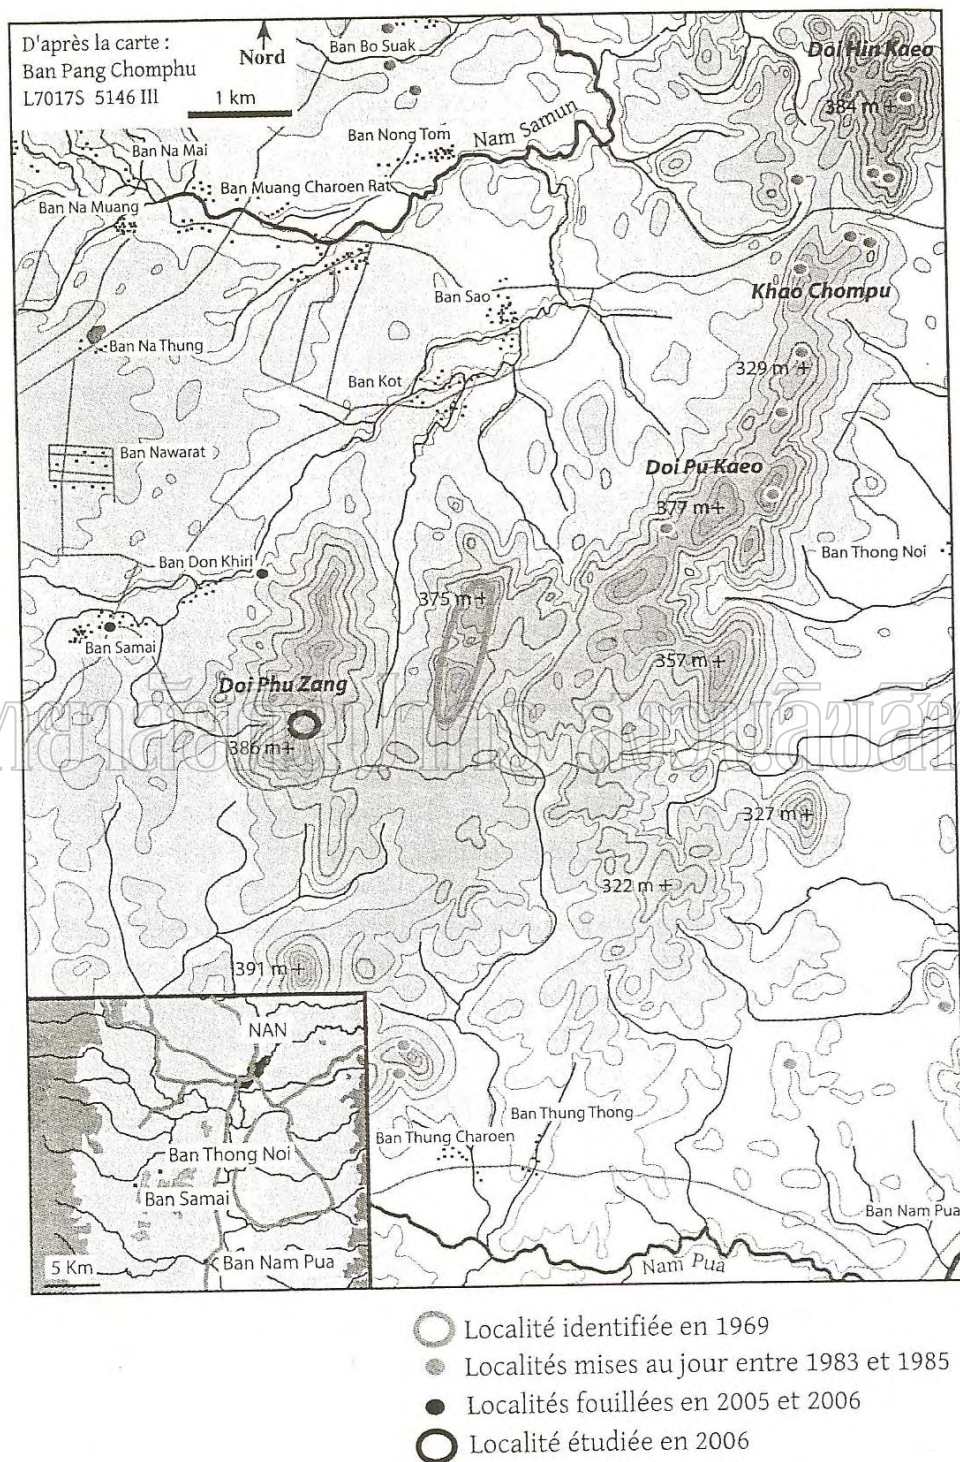 D'après la carte :
Ban Pang Chomphu
L7017S 5146 III
Nord
1 km
Ban Bo Suak
Doi Hin Kaeo
384 m+
Ban Nong Tom
Nam Samun
Ban Na Mai
Ban Muang Charoen Rat
Ban Na Muang
Ban Sao
Khao Chompu
Ban Na Thung
329 m+
Ban Kot
Ban Nawarat
Doi Pu Kaeo
377 m+
Ban Thong Noi
Ban Don Khiri
375 m+
Ban Samai
357 m+
Doi Phu Zang
386 m+
327 m+
322 m+
391 m+
NAN
Ban Thong Noi
Ban Samai
Ban Nam Pua
5 Km
Ban Thung Thong
Ban Thung Charoen
Ban Nam Pua
Nam Pua
Localité identifiée en 1969
Localités mises au jour entre 1983 et 1985
Localités fouillées en 2005 et 2006
Localité étudiée en 2006